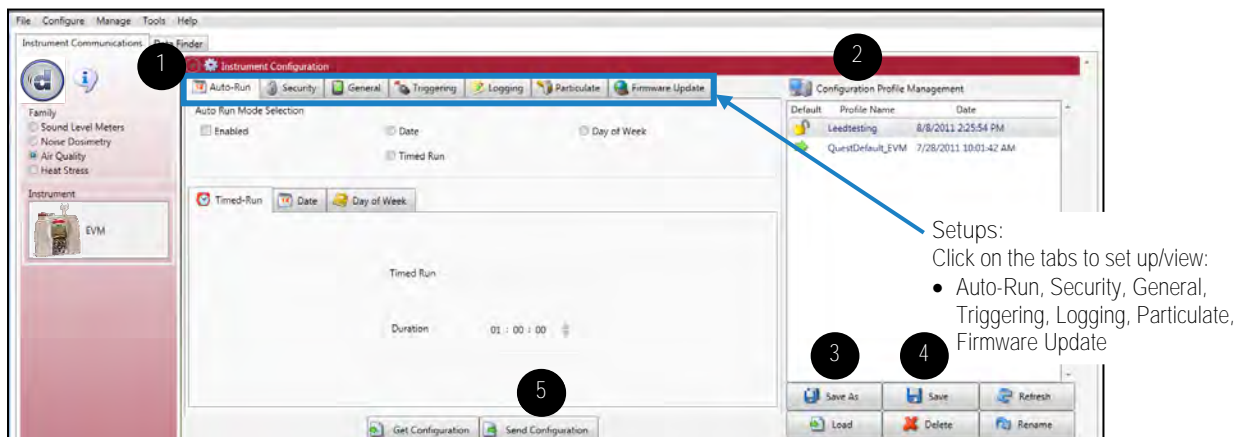 File Configure Manage Tools Help
Instrument Communications Data Finder
1
Instrument Configuration
2
Auto-Run Security General Triggering Logging Particulate Firmware Update
Configuration Profile Management
Family
Sound Level Meters
Noise Dosimetry
Air Quality
Heat Stress
Instrument
EVM
Auto Run Mode Selection
Enabled Date Day of Week
Timed Run
Timed-Run Date Day of Week
Timed Run
Duration 01 : 00 : 00
Default Profile Name Date
Leedtesting 8/8/2011 2:25:54 PM
QuestDefault_EVM 7/28/2011 10:01:42 AM
Setups:
Click on the tabs to set up/view:
• Auto-Run, Security, General,
Triggering, Logging, Particulate,
Firmware Update
3 4
Save As Save Refresh
Load Delete Rename
5
Get Configuration Send Configuration